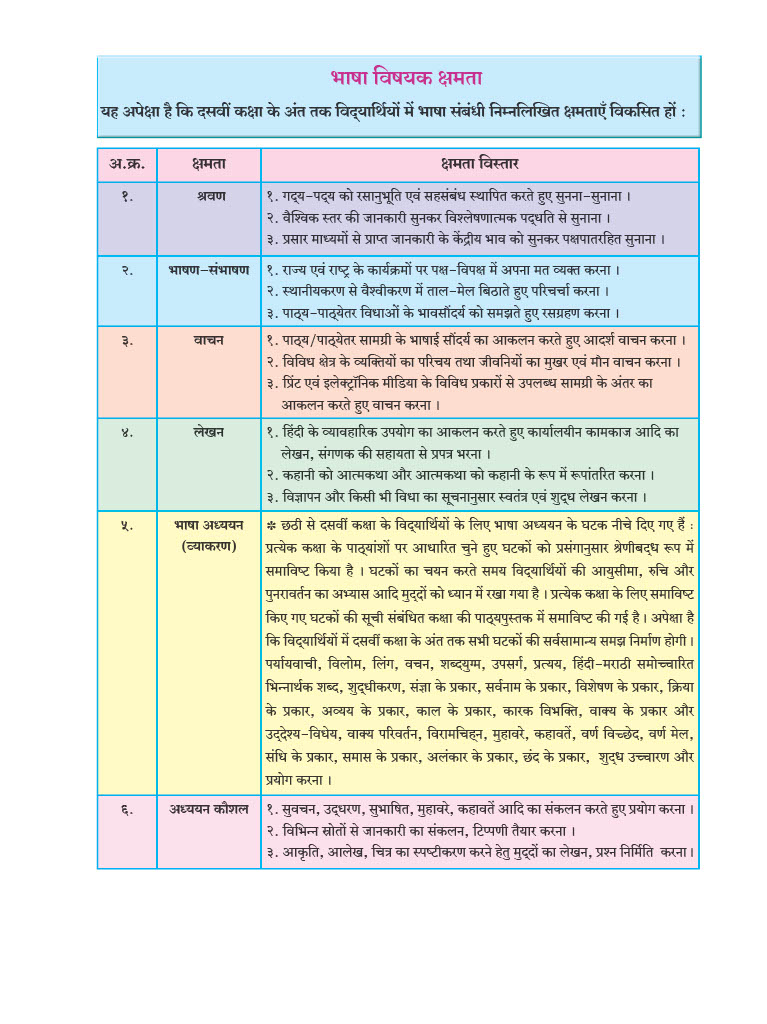 भाषा विषयक क्षमता
यह अपेक्षा है कि दसवीं कक्षा के अंत तक विद्‌यार्थियों में भाषा संबंधी निम्नलिखित क्षमताएँ विकसित हों :
अ.क्र. क्षमता क्षमता विस्तार
१. श्रवण १. गद्‌य-पद्‌य को रसानुभूति एवं सहसंबंध स्थापित करते हुए सुनना-सुनाना ।
२. वैश्विक स्तर की जानकारी सुनकर विश्लेषणात्मक पद्‌धति से सुनाना ।
३. प्रसार माध्यमों से प्राप्त जानकारी के केंद्रीय भाव को सुनकर पक्षपातरहित सुनाना ।
२. भाषण-संभाषण १. राज्य एवं राष्ट्र के कार्यक्रमों पर पक्ष-विपक्ष में अपना मत व्यक्त करना ।
२. स्थानीयकरण से वैश्वीकरण में ताल-मेल बिठाते हुए परिचर्चा करना ।
३. पाठ्‌य-पाठ्‌येतर विधाओं के भावसौंदर्य को समझते हुए रसग्रहण करना ।
३. वाचन १. पाठ्‌य/पाठ्‌येतर सामग्री के भाषाई सौंदर्य का आकलन करते हुए आदर्श वाचन करना ।
२. विविध क्षेत्र के व्यक्तियों का परिचय तथा जीवनियों का मुखर एवं मौन वाचन करना ।
३. प्रिंट एवं इलेक्ट्रॉनिक मीडिया के विविध प्रकारों से उपलब्ध सामग्री के अंतर का
आकलन करते हुए वाचन करना ।
४. लेखन १. हिंदी के व्यावहारिक उपयोग का आकलन करते हुए कार्यालयीन कामकाज आदि का
लेखन, संगणक की सहायता से प्रपत्र भरना ।
२. कहानी को आत्मकथा और आत्मकथा को कहानी के रूप में रूपांतरित करना ।
३. विज्ञापन और किसी भी विधा का सूचनानुसार स्वतंत्र एवं शुद्‌ध लेखन करना ।
५. भाषा अध्ययन ✽ छठी से दसवीं कक्षा के विद्‌यार्थियों के लिए भाषा अध्ययन के घटक नीचे दिए गए हैं :
(व्याकरण) प्रत्येक कक्षा के पाठ्‌यांशों पर आधारित चुने हुए घटकों को प्रसंगानुसार श्रेणीबद्‌ध रूप में
समाविष्ट किया है । घटकों का चयन करते समय विद्‌यार्थियों की आयुसीमा, रुचि और
पुनरावर्तन का अभ्यास आदि मुद्‌दों को ध्यान में रखा गया है । प्रत्येक कक्षा के लिए समाविष्ट
किए गए घटकों की सूची संबंधित कक्षा की पाठ्‌यपुस्तक में समाविष्ट की गई है । अपेक्षा है
कि विद्‌यार्थियों में दसवीं कक्षा के अंत तक सभी घटकों की सर्वसामान्य समझ निर्माण होगी ।
पर्यायवाची, विलोम, लिंग, वचन, शब्दयुग्म, उपसर्ग, प्रत्यय, हिंदी-मराठी समोच्चारित
भिन्नार्थक शब्द, शुद्‌धीकरण, संज्ञा के प्रकार, सर्वनाम के प्रकार, विशेषण के प्रकार, क्रिया
के प्रकार, अव्यय के प्रकार, काल के प्रकार, कारक विभक्ति, वाक्य के प्रकार और
उद्‌देश्य-विधेय, वाक्य परिवर्तन, विरामचिह्‌न, मुहावरे, कहावतें, वर्ण विच्छेद, वर्ण मेल,
संधि के प्रकार, समास के प्रकार, अलंकार के प्रकार, छंद के प्रकार, शुद्‌ध उच्चारण और
प्रयोग करना ।
६. अध्ययन कौशल १. सुवचन, उद्‌धरण, सुभाषित, मुहावरे, कहावतें आदि का संकलन करते हुए प्रयोग करना ।
२. विभिन्न स्रोतों से जानकारी का संकलन, टिप्पणी तैयार करना ।
३. आकृति, आलेख, चित्र का स्पष्टीकरण करने हेतु मुद्‌दों का लेखन, प्रश्न निर्मिति करना ।